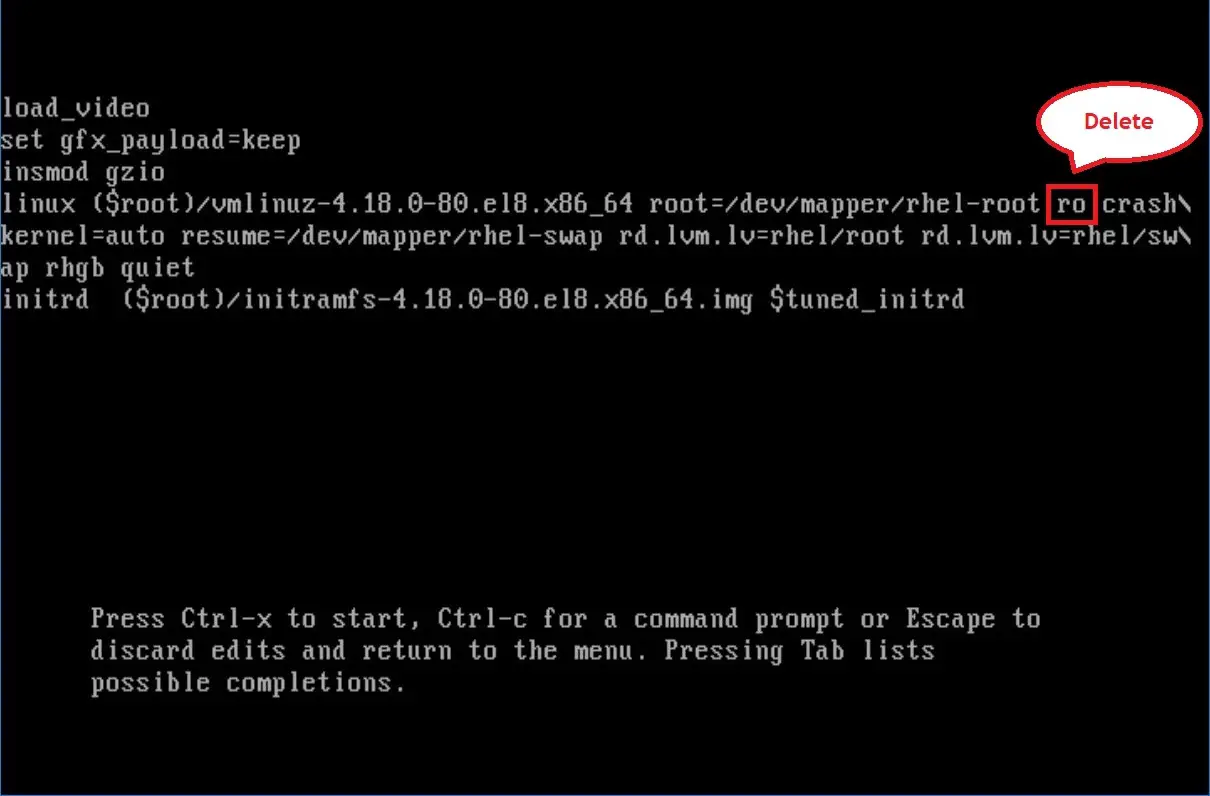 Delete
load_video
set gfx_payload=keep
insmod gzio
linux ($root)/vmlinuz-4.18.0-80.el8.x86_64 root=/dev/mapper/rhel-root ro crash\
kernel=auto resume=/dev/mapper/rhel-swap rd.lvm.lv=rhel/root rd.lvm.lv=rhel/sw\
ap rhgb quiet
initrd  ($root)/initramfs-4.18.0-80.el8.x86_64.img $tuned_initrd
Press Ctrl-x to start, Ctrl-c for a command prompt or Escape to
discard edits and return to the menu. Pressing Tab lists
possible completions.